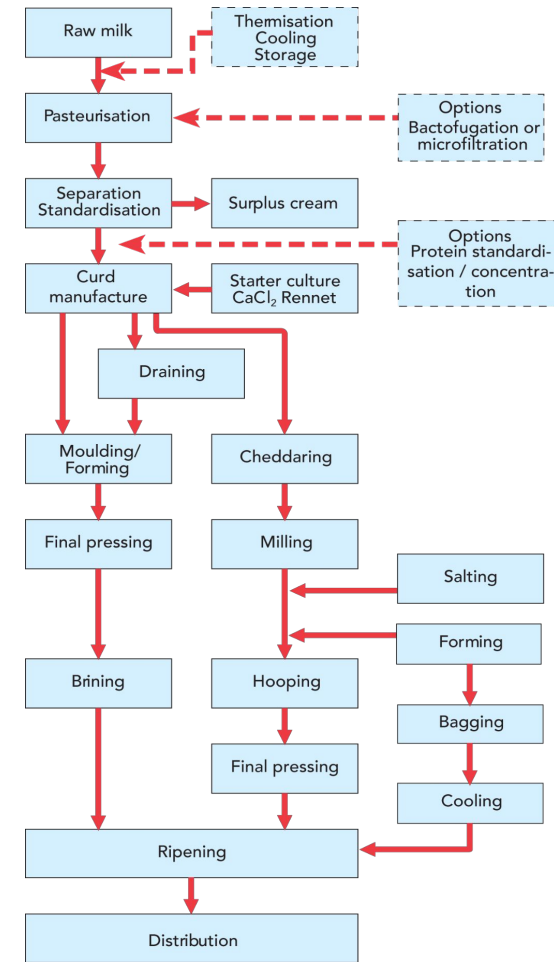 Raw milk
Themisation
Cooling
Storage
Pasteurisation
Options
Bactofugation or
microfiltration
Separation
Standardisation
Surplus cream
Options
Protein standardi-
sation / concentra-
tion
Curd
manufacture
Starter culture
CaCl₂ Rennet
Draining
Moulding/
Forming
Cheddaring
Final pressing
Milling
Salting
Forming
Brining
Hooping
Bagging
Final pressing
Cooling
Ripening
Distribution